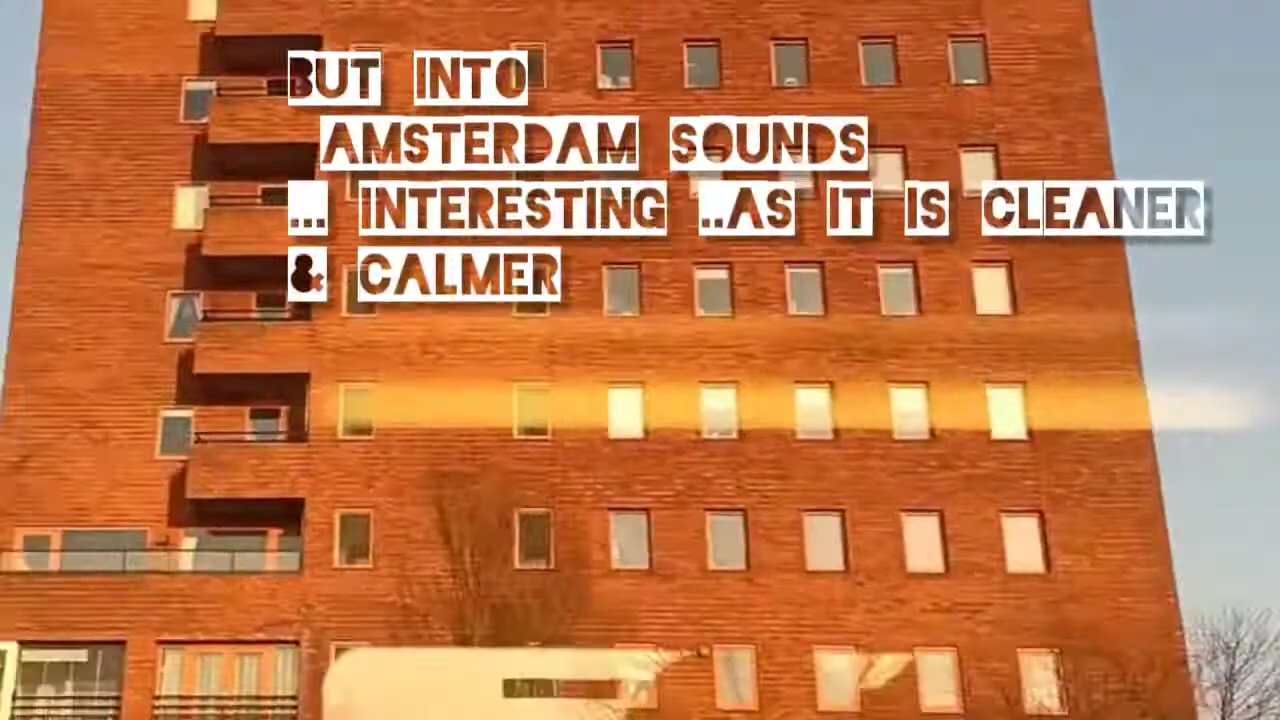 BUT INTO
AMSTERDAM SOUNDS
... INTERESTING ..AS IT IS CLEANER
& CALMER